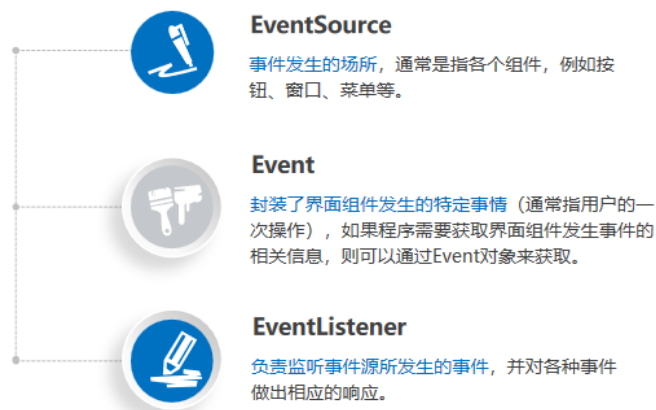 EventSource
事件发生的场所，通常是指各个组件，例如按
钮、窗口、菜单等。
Event
封装了界面组件发生的特定事情（通常指用户的一
次操作），如果程序需要获取界面组件发生事件的
相关信息，则可以通过Event对象来获取。
EventListener
负责监听事件源所发生的事件，并对各种事件
做出相应的响应。